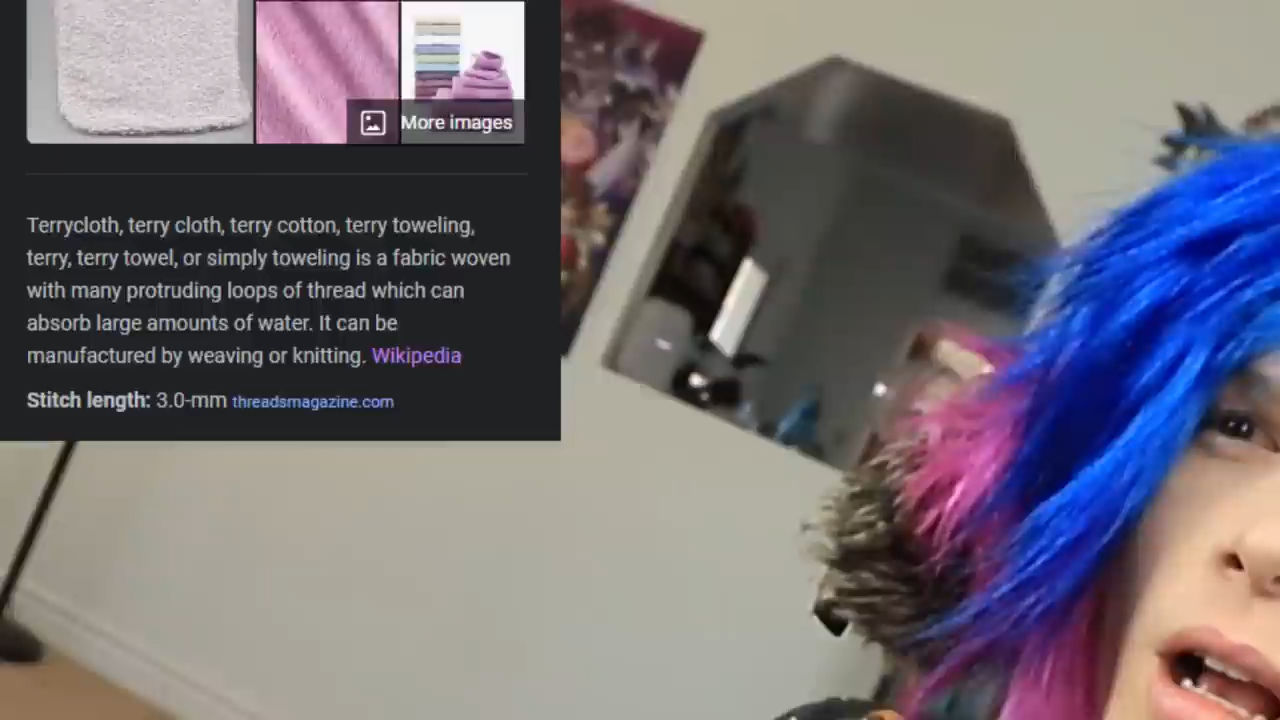 More images
Terrycloth, terry cloth, terry cotton, terry toweling,
terry, terry towel, or simply toweling is a fabric woven
with many protruding loops of thread which can
absorb large amounts of water. It can be
manufactured by weaving or knitting. Wikipedia
Stitch length: 3.0-mm threadsmagazine.com